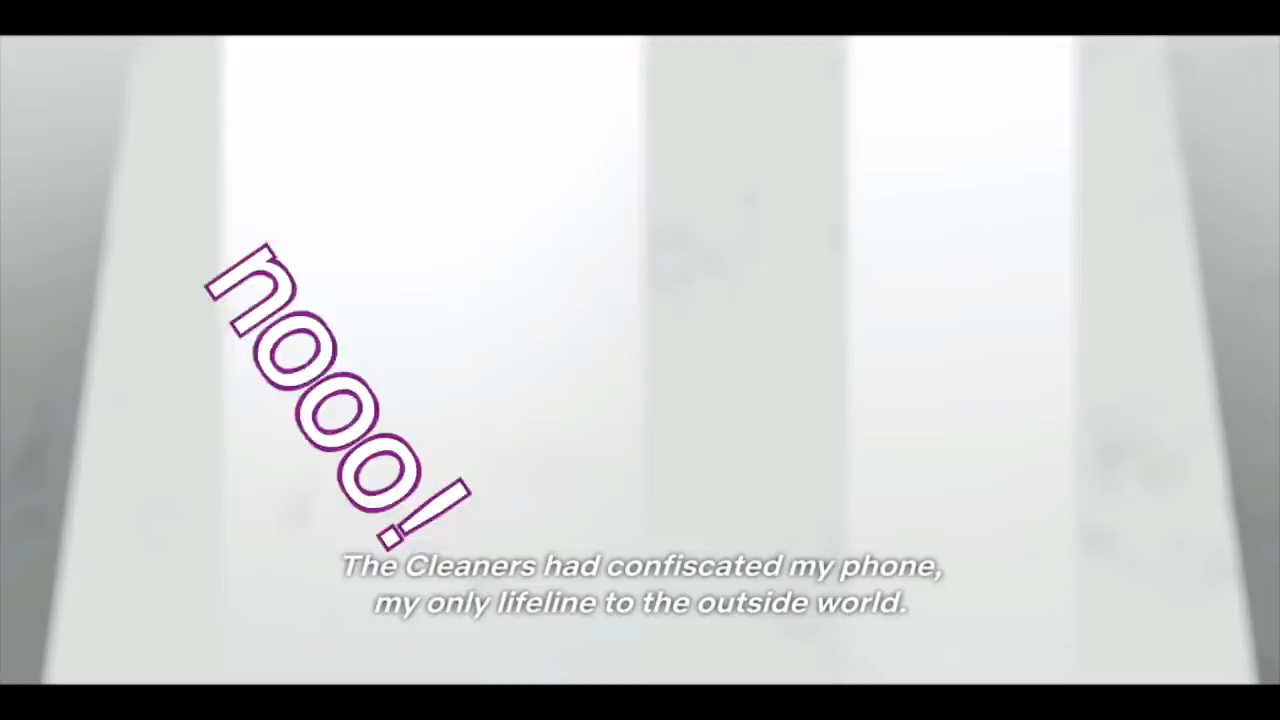 nooo!
The Cleaners had confiscated my phone,
my only lifeline to the outside world.